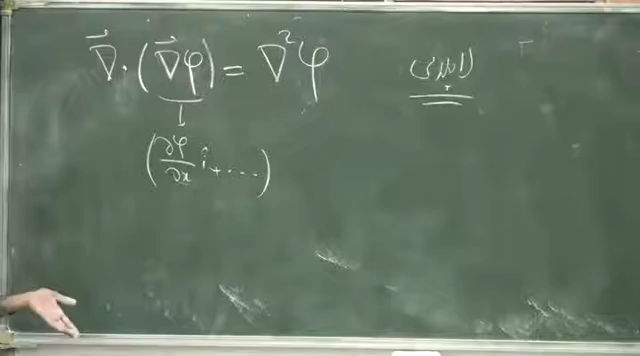 ∇⃗ · (∇⃗φ) = ∇²φ
(∂φ/∂x î + ....)